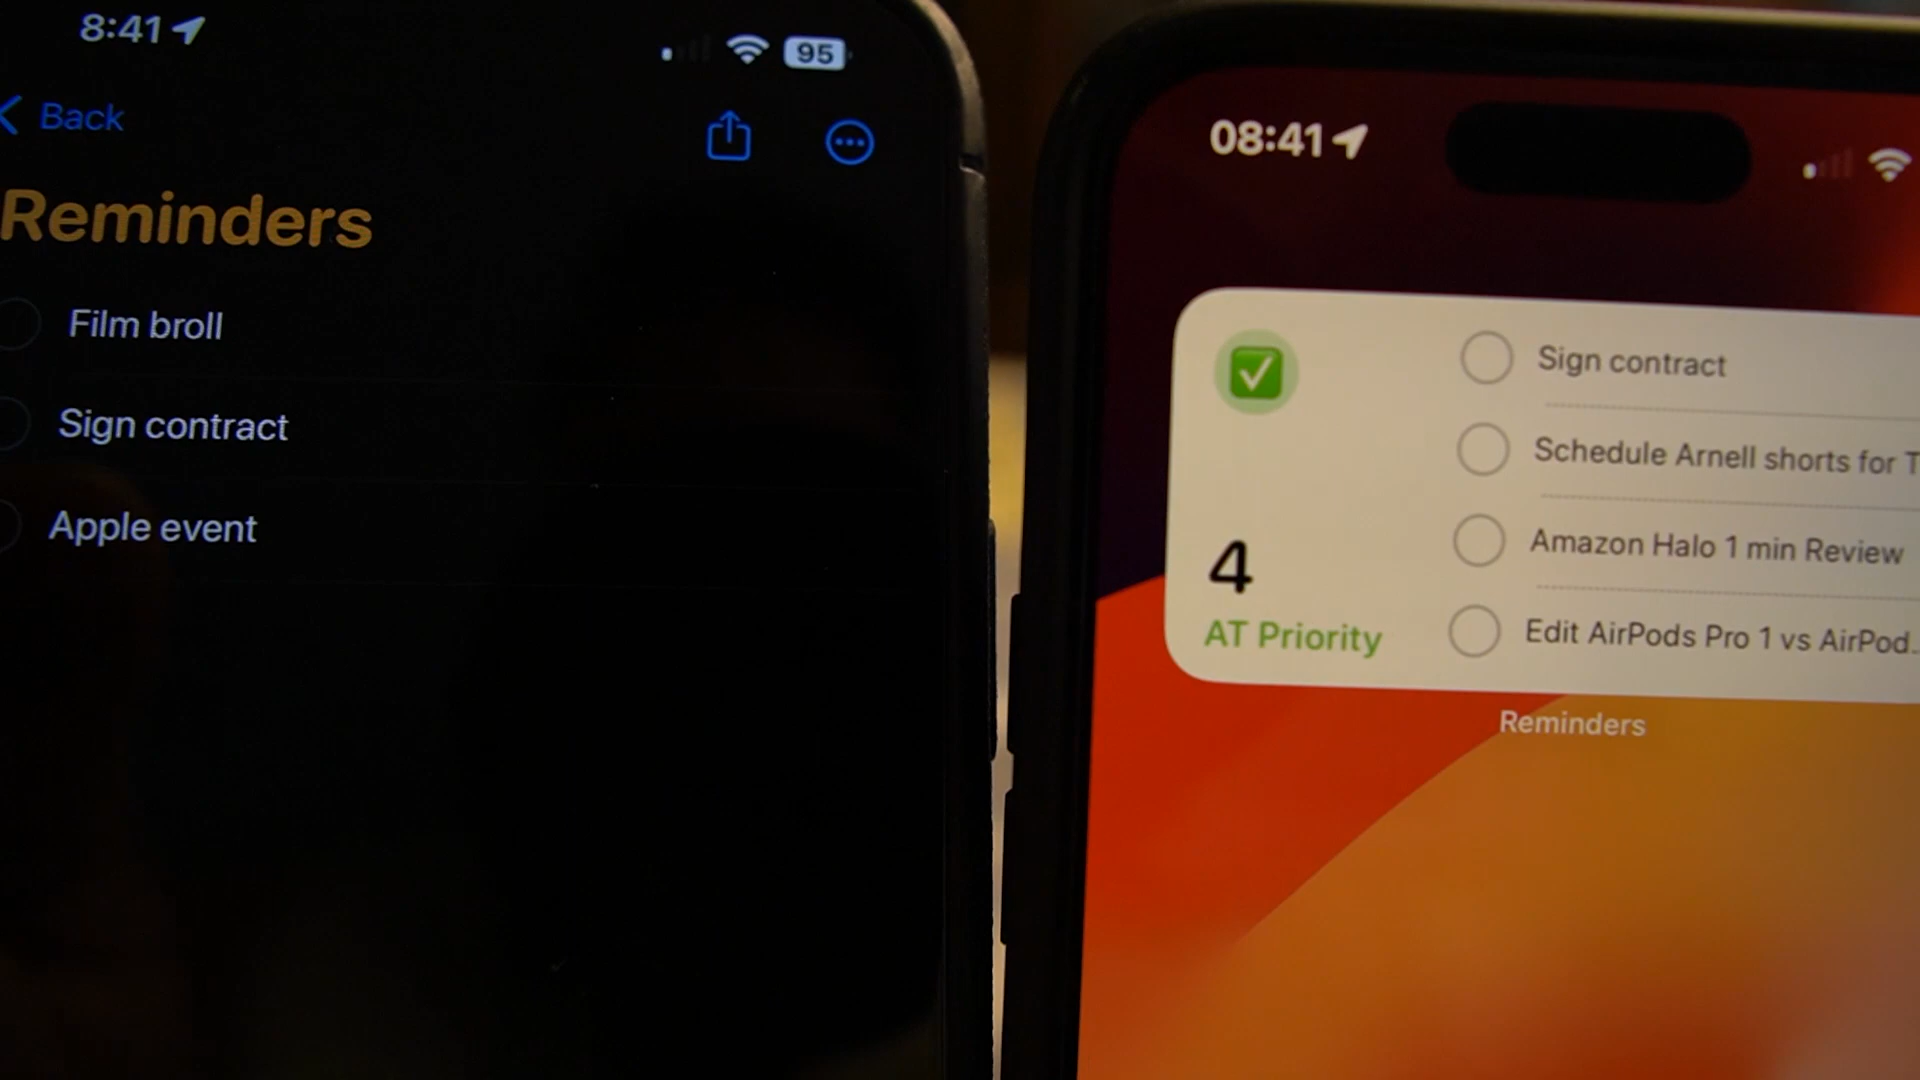 8:41
95
Back
Reminders
Film broll
Sign contract
Apple event
08:41
Sign contract
Schedule Arnell shorts for T
Amazon Halo 1 min Review
Edit AirPods Pro 1 vs AirPod...
4
AT Priority
Reminders